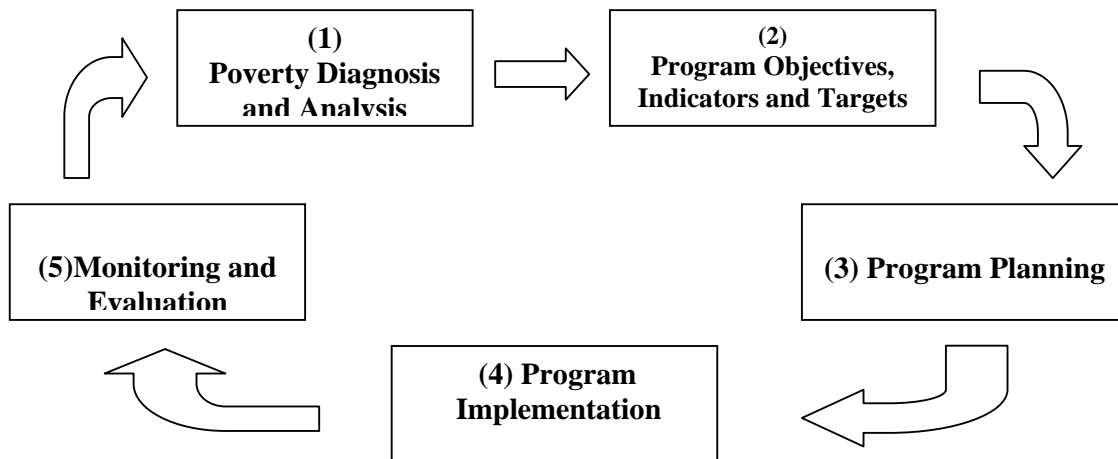 (1)
Poverty Diagnosis
and Analysis
(2)
Program Objectives,
Indicators and Targets
(3) Program Planning
(4) Program
Implementation
(5)Monitoring and
Evaluation